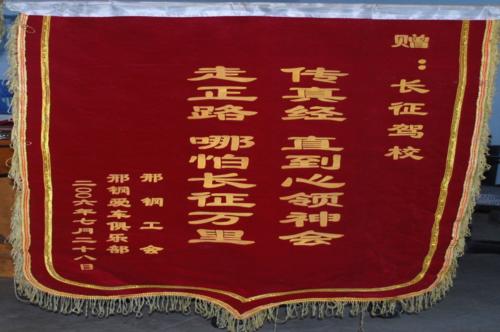 赠：长征驾校
传真经 直到心领神会
走正路 哪怕长征万里
邢钢工会
邢钢爱车俱乐部
二〇〇六年七月二十八日